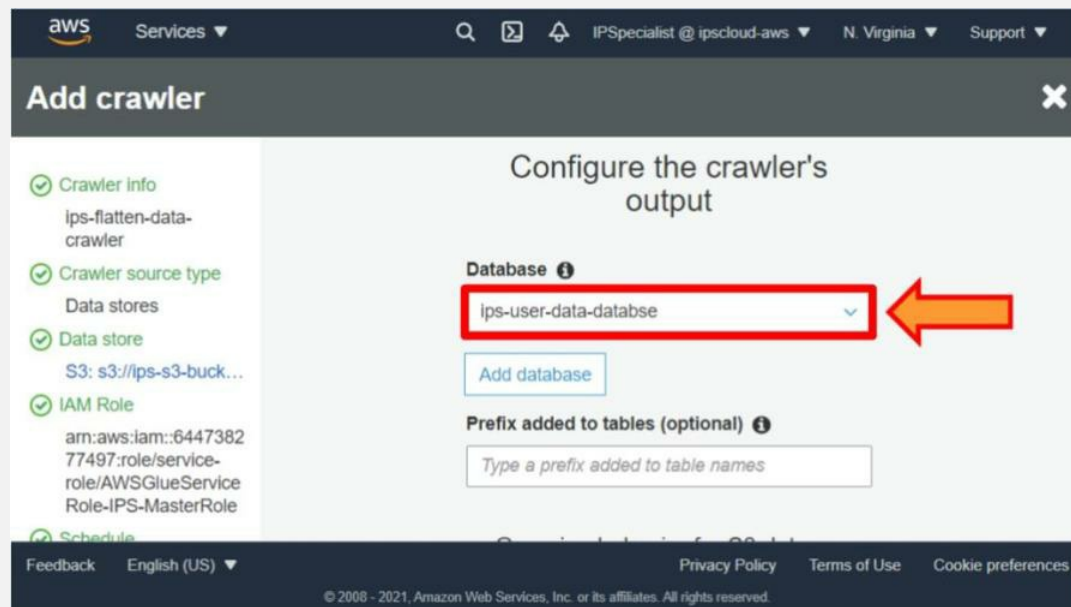 aws Services ▼ IPSpecialist @ ipscloud-aws ▼ N. Virginia ▼ Support ▼
Add crawler
Crawler info
ips-flatten-data-
crawler
Crawler source type
Data stores
Data store
S3: s3://ips-s3-buck...
IAM Role
arn:aws:iam::6447382
77497:role/service-
role/AWSGlueService
Role-IPS-MasterRole
Schedule
Configure the crawler's
output
Database
ips-user-data-databse
Add database
Prefix added to tables (optional)
Type a prefix added to table names
Feedback English (US) ▼ Privacy Policy Terms of Use Cookie preferences
© 2008 - 2021, Amazon Web Services, Inc. or its affiliates. All rights reserved.